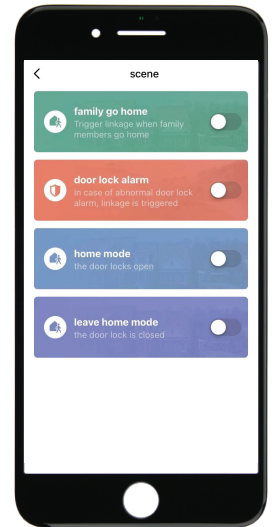 scene
family go home
Trigger linkage when family
members go home
door lock alarm
in case of abnormal door lock
alarm, linkage is triggered
home mode
the door locks open
leave home mode
the door lock is closed